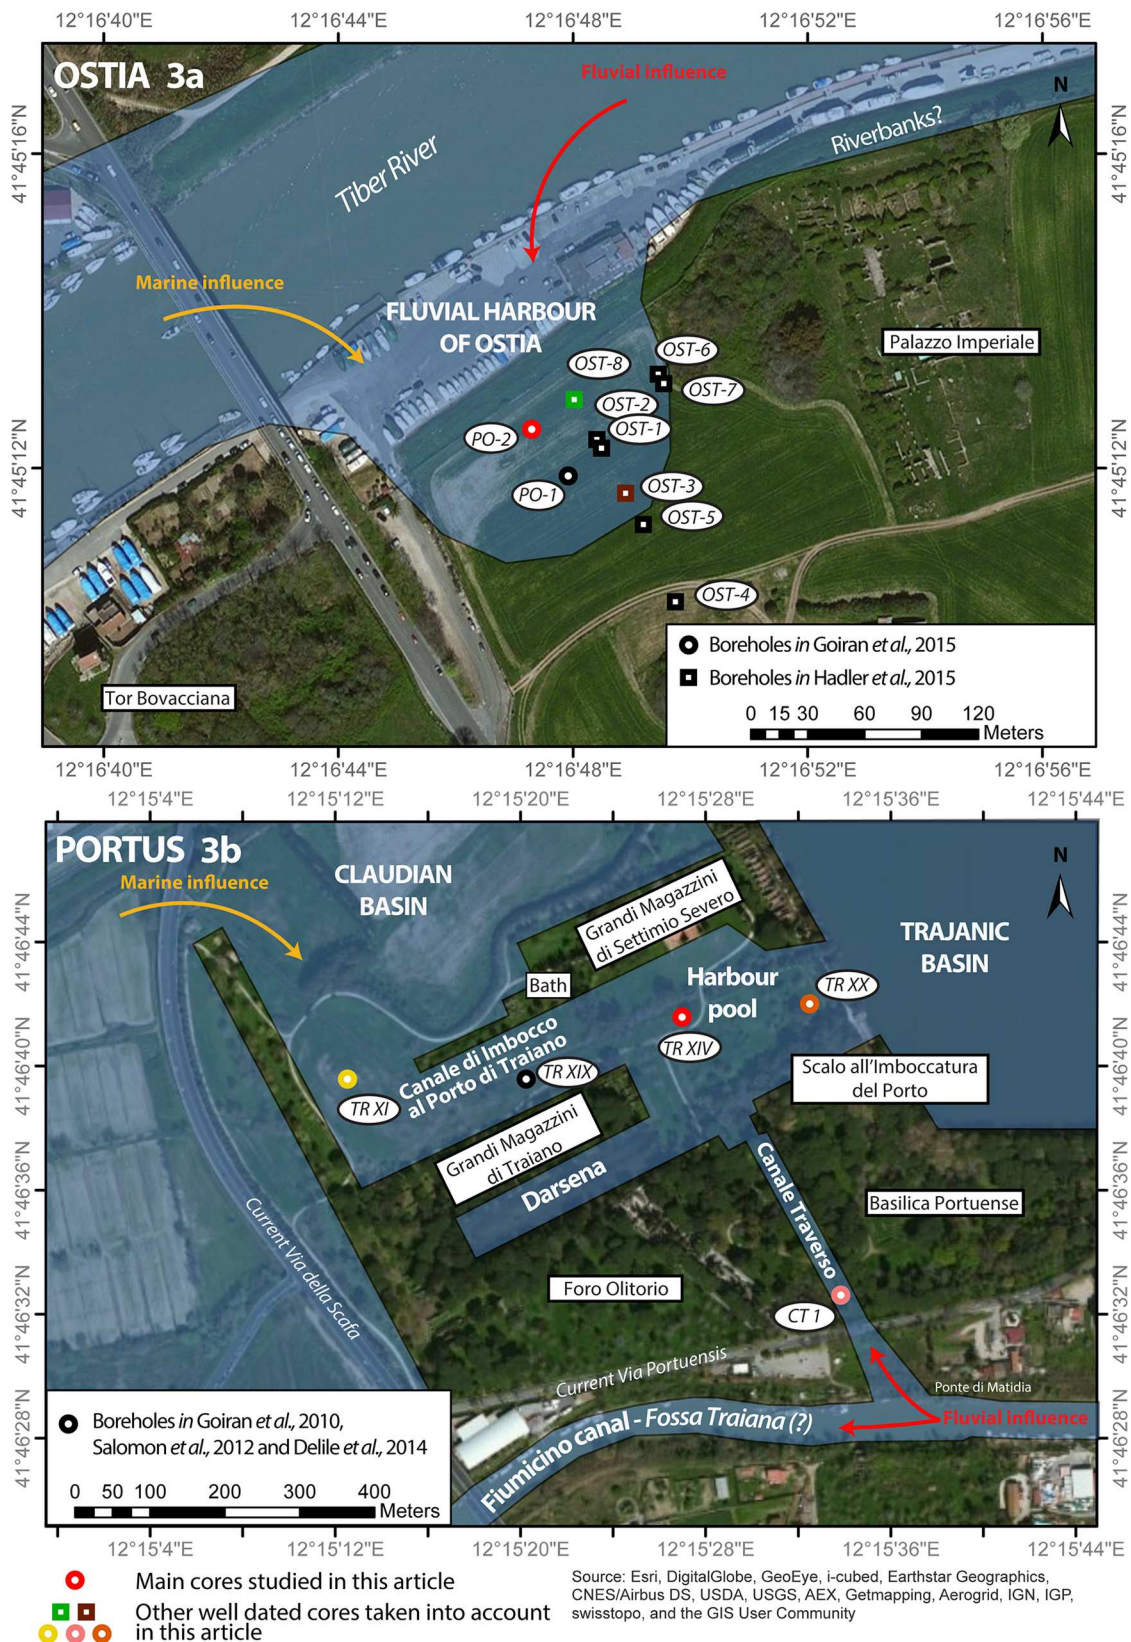 12°16'40"E 12°16'44"E 12°16'48"E 12°16'52"E 12°16'56"E
OSTIA 3a
Fluvial influence
N
41°45'16"N
41°45'16"N
Tiber River
Riverbanks?
Marine influence
FLUVIAL HARBOUR
OF OSTIA
Palazzo Imperiale
OST-6
OST-8
OST-7
OST-2
OST-1
PO-2
41°45'12"N
41°45'12"N
PO-1
OST-3
OST-5
OST-4
Tor Bovacciana
Boreholes in Goiran et al., 2015
Boreholes in Hadler et al., 2015
0 15 30 60 90 120
Meters
12°16'40"E 12°16'44"E 12°16'48"E 12°16'52"E 12°16'56"E
12°15'4"E 12°15'12"E 12°15'20"E 12°15'28"E 12°15'36"E 12°15'44"E
PORTUS 3b
Marine influence
CLAUDIAN
BASIN
N
Grandi Magazzini
di Settimio Severo
TRAJANIC
BASIN
41°46'44"N
41°46'44"N
Bath
Harbour
pool
TR XX
TR XIV
Canale di Imbocco
al Porto di Traiano
TR XIX
TR XI
41°46'40"N
41°46'40"N
Scalo all'Imboccatura
del Porto
Grandi Magazzini
di Traiano
Darsena
Canale Traverso
41°46'36"N
41°46'36"N
Basilica Portuense
Current Via della Scafa
Foro Olitorio
CT 1
41°46'32"N
41°46'32"N
Current Via Portuensis
Ponte di Matidia
Fluvial influence
Fiumicino canal - Fossa Traiana (?)
41°46'28"N
41°46'28"N
Boreholes in Goiran et al., 2010,
Salomon et al., 2012 and Delile et al., 2014
0 50 100 200 300 400
Meters
12°15'4"E 12°15'12"E 12°15'20"E 12°15'28"E 12°15'36"E 12°15'44"E
Main cores studied in this article
Other well dated cores taken into account
in this article
Source: Esri, DigitalGlobe, GeoEye, i-cubed, Earthstar Geographics,
CNES/Airbus DS, USDA, USGS, AEX, Getmapping, Aerogrid, IGN, IGP,
swisstopo, and the GIS User Community